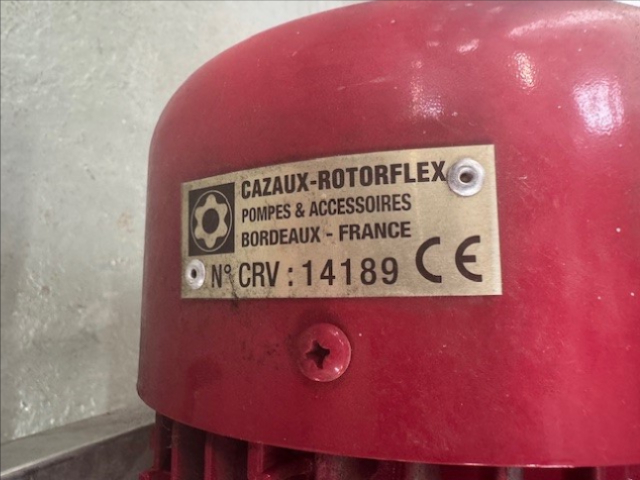 CAZAUX-ROTORFLEX
POMPES & ACCESSOIRES
BORDEAUX - FRANCE
N° CRV : 14189 CE